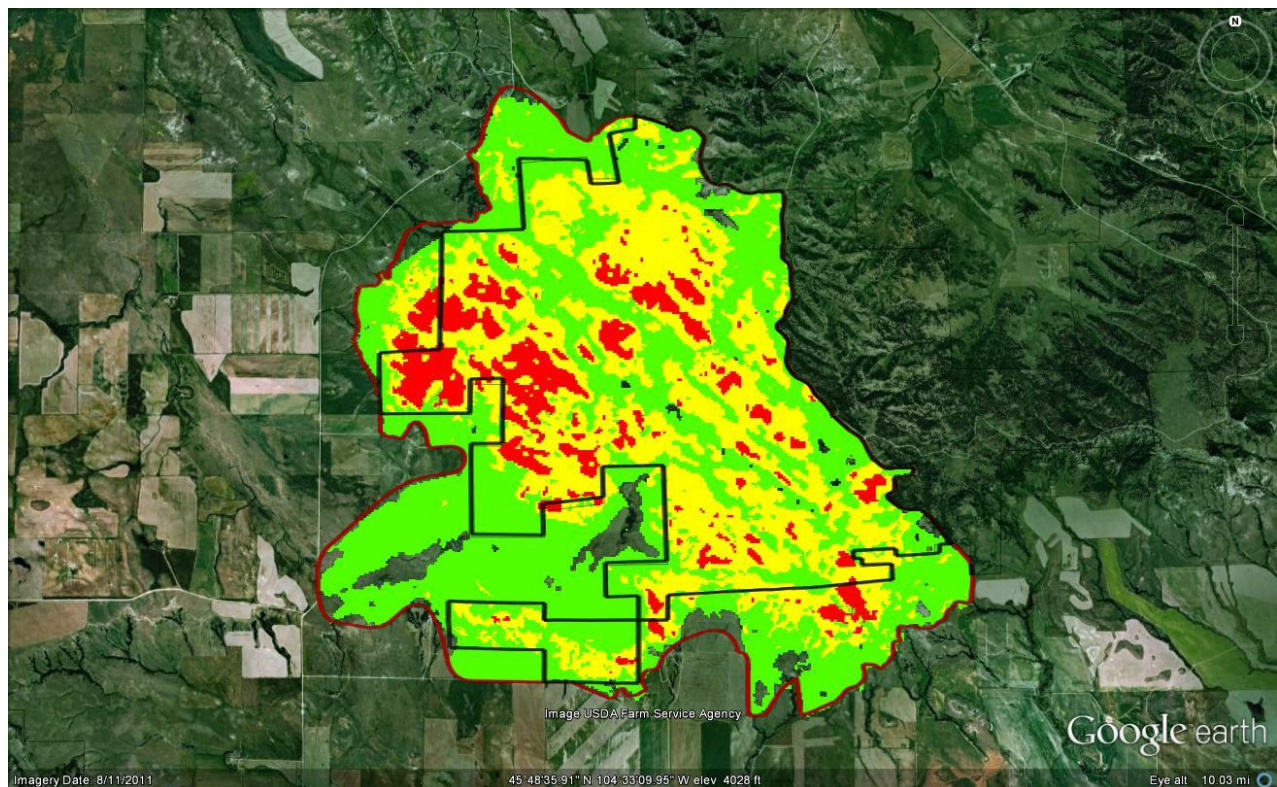 N
Image USDA Farm Service Agency
Google earth
Imagery Date: 8/11/2011 45°48'35.91" N 104°33'09.95" W elev 4028 ft Eye alt 10.03 mi